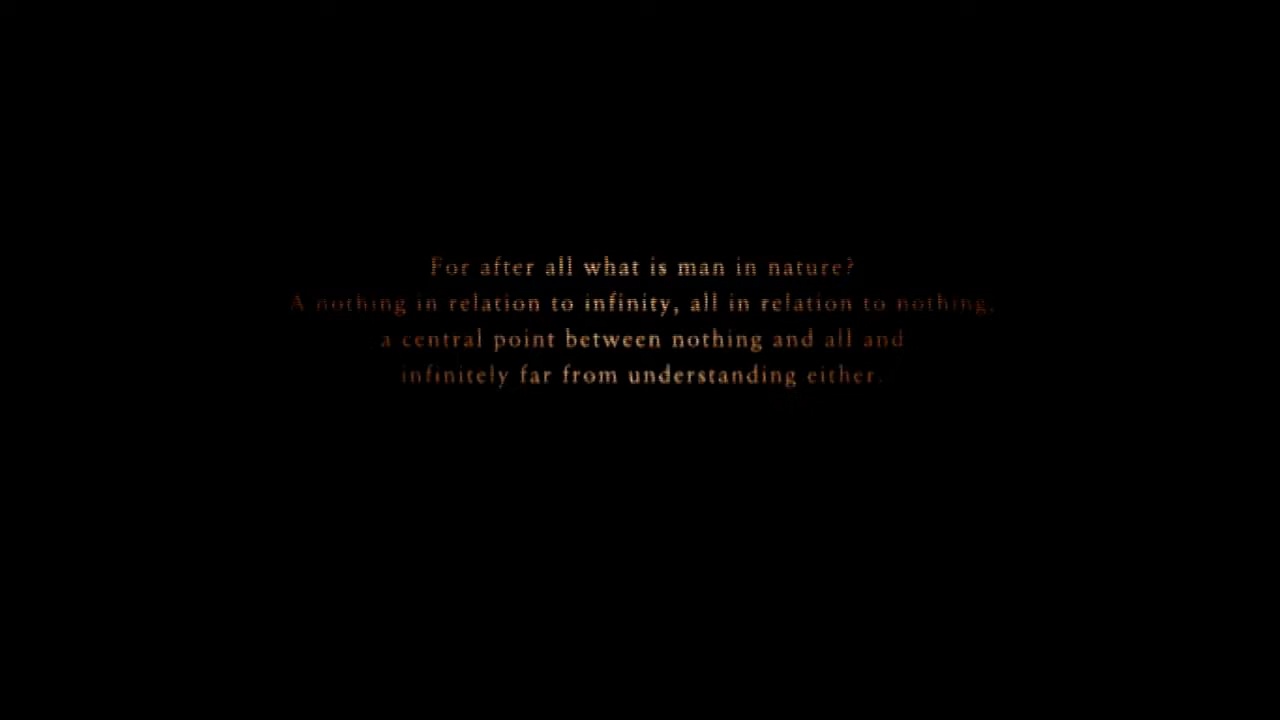 For after all what is man in nature?
A nothing in relation to infinity, all in relation to nothing,
a central point between nothing and all and
infinitely far from understanding either.